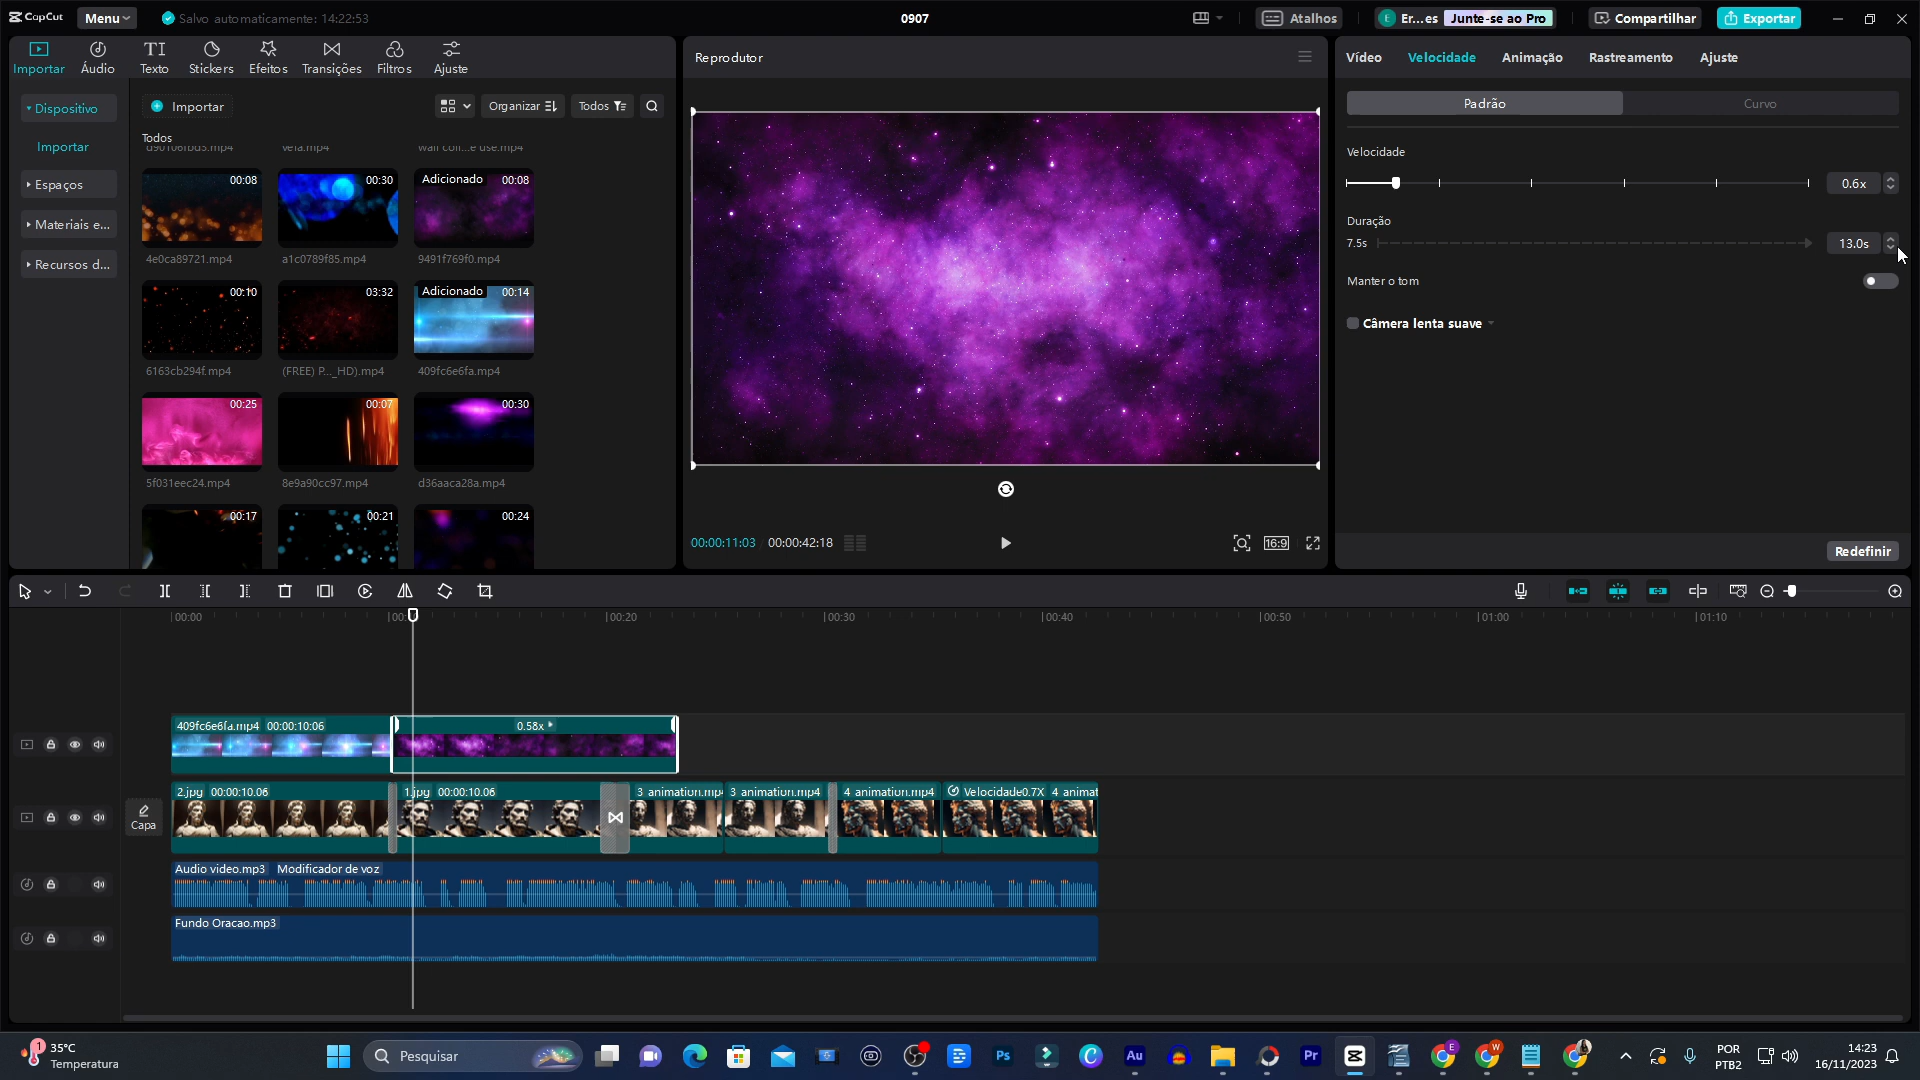 CapCut
Menu
Salvo automaticamente: 14:22:53
0907
Atalhos
Er...es
Junte-se ao Pro
Compartilhar
Exportar
Importar
Áudio
Texto
Stickers
Efeitos
Transições
Filtros
Ajuste
Reprodutor
Vídeo
Velocidade
Animação
Rastreamento
Ajuste
Dispositivo
Importar
Espaços
Materiais e...
Recursos d...
Importar
Organizar
Todos
Todos
00:08
00:30
Adicionado
00:08
4e0ca89721.mp4
a1c0789f85.mp4
9491f769f0.mp4
00:10
03:32
Adicionado
00:14
6163cb294f.mp4
(FREE) P..._HD).mp4
409fc6e6fa.mp4
00:25
00:07
00:30
5f031eec24.mp4
8e9a90cc97.mp4
d36aaca28a.mp4
00:17
00:21
00:24
00:00:11:03
00:00:42:18
16:9
Padrão
Curvo
Velocidade
0.6x
Duração
7.5s
13.0s
Manter o tom
Câmera lenta suave
Redefinir
00:00
00:20
00:30
00:40
00:50
01:00
01:10
409fc6e6fa.mp4 00:00:10:06
0.58x
Capa
2.jpg 00:00:10:06
1.jpg 00:00:10:06
3 animation.mp4
3 animation.mp4
4 animation.mp4
Velocidade0.7X 4 animat
Audio video.mp3 Modificador de voz
Fundo Oracao.mp3
1
35°C
Temperatura
Pesquisar
Ps
Au
Pr
E
W
POR
PTB2
14:23
16/11/2023